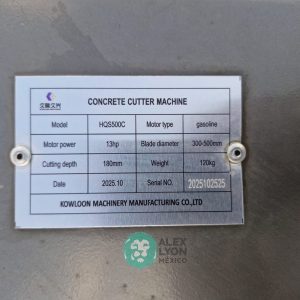 CONCRETE CUTTER MACHINE
Model HQS500C Motor type gasoline
Motor power 13hp Blade diameter 300-500mm
Cutting depth 180mm Weight 120kg
Date 2025.10 Serial NO. 2025102525
KOWLOON MACHINERY MANUFACTURING CO.,LTD
ALEX
LYON
MÉXICO